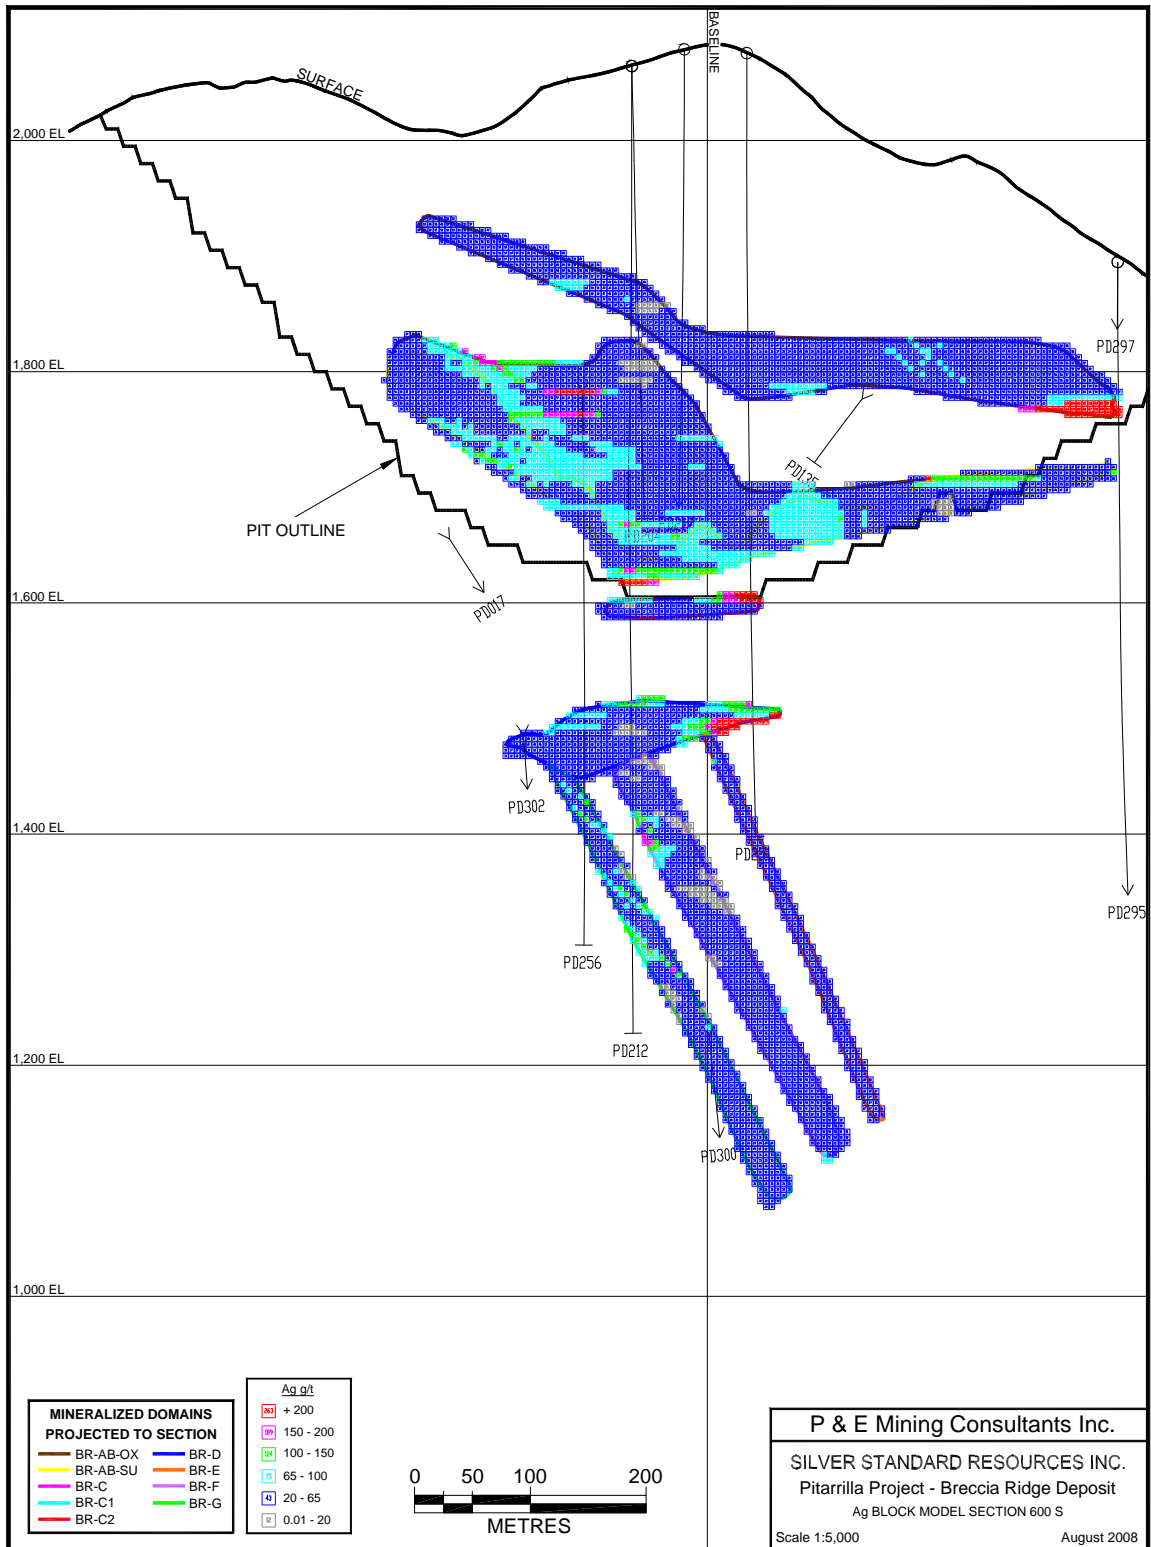 BASELINE
SURFACE
2,000 EL
PD297
1,800 EL
PD135
PIT OUTLINE
PD017
1,600 EL
PD302
1,400 EL
PD295
PD256
PD212
1,200 EL
PD300
1,000 EL
MINERALIZED DOMAINS
PROJECTED TO SECTION
BR-AB-OX
BR-AB-SU
BR-C
BR-C1
BR-C2
BR-D
BR-E
BR-F
BR-G
Ag g/t
+ 200
150 - 200
100 - 150
65 - 100
20 - 65
0.01 - 20
0 50 100 200
METRES
P & E Mining Consultants Inc.
SILVER STANDARD RESOURCES INC.
Pitarrilla Project - Breccia Ridge Deposit
Ag BLOCK MODEL SECTION 600 S
Scale 1:5,000 August 2008